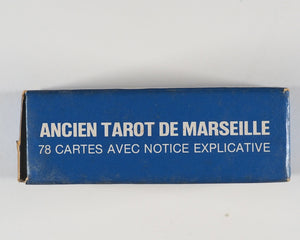 ANCIEN TAROT DE MARSEILLE
78 CARTES AVEC NOTICE EXPLICATIVE